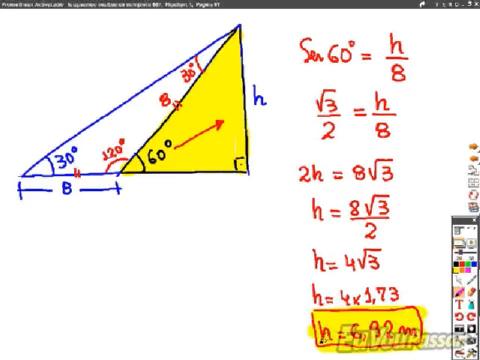 30°
8
120°
60°
8
30°
h
Sen 60° = h/8
√3/2 = h/8
2h = 8√3
h = 8√3/2
h = 4√3
h = 4 x 1,73
h = 6,92 m
EuVouPassar